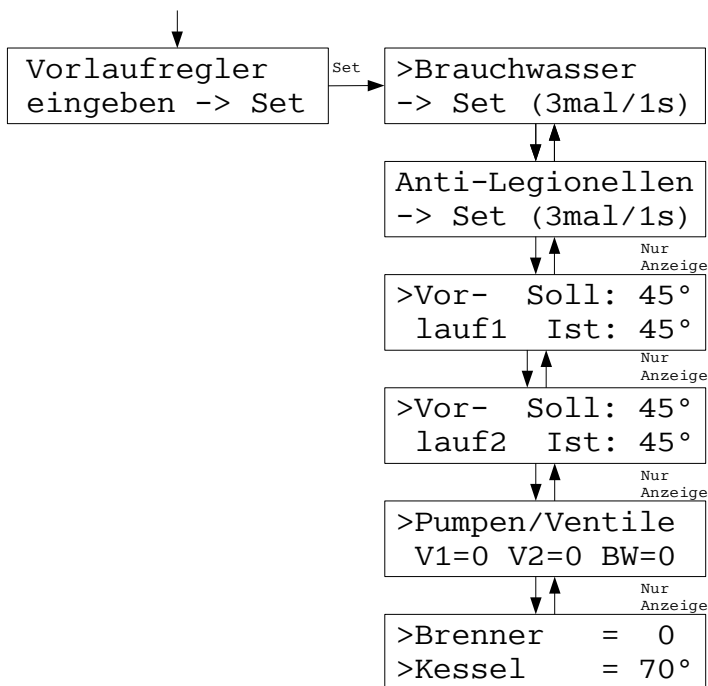 Vorlaufregler
eingeben -> Set
Set
>Brauchwasser
-> Set (3mal/1s)
Anti-Legionellen
-> Set (3mal/1s)
Nur
Anzeige
>Vor- Soll: 45°
lauf1 Ist: 45°
Nur
Anzeige
>Vor- Soll: 45°
lauf2 Ist: 45°
Nur
Anzeige
>Pumpen/Ventile
V1=0 V2=0 BW=0
Nur
Anzeige
>Brenner = 0
>Kessel = 70°